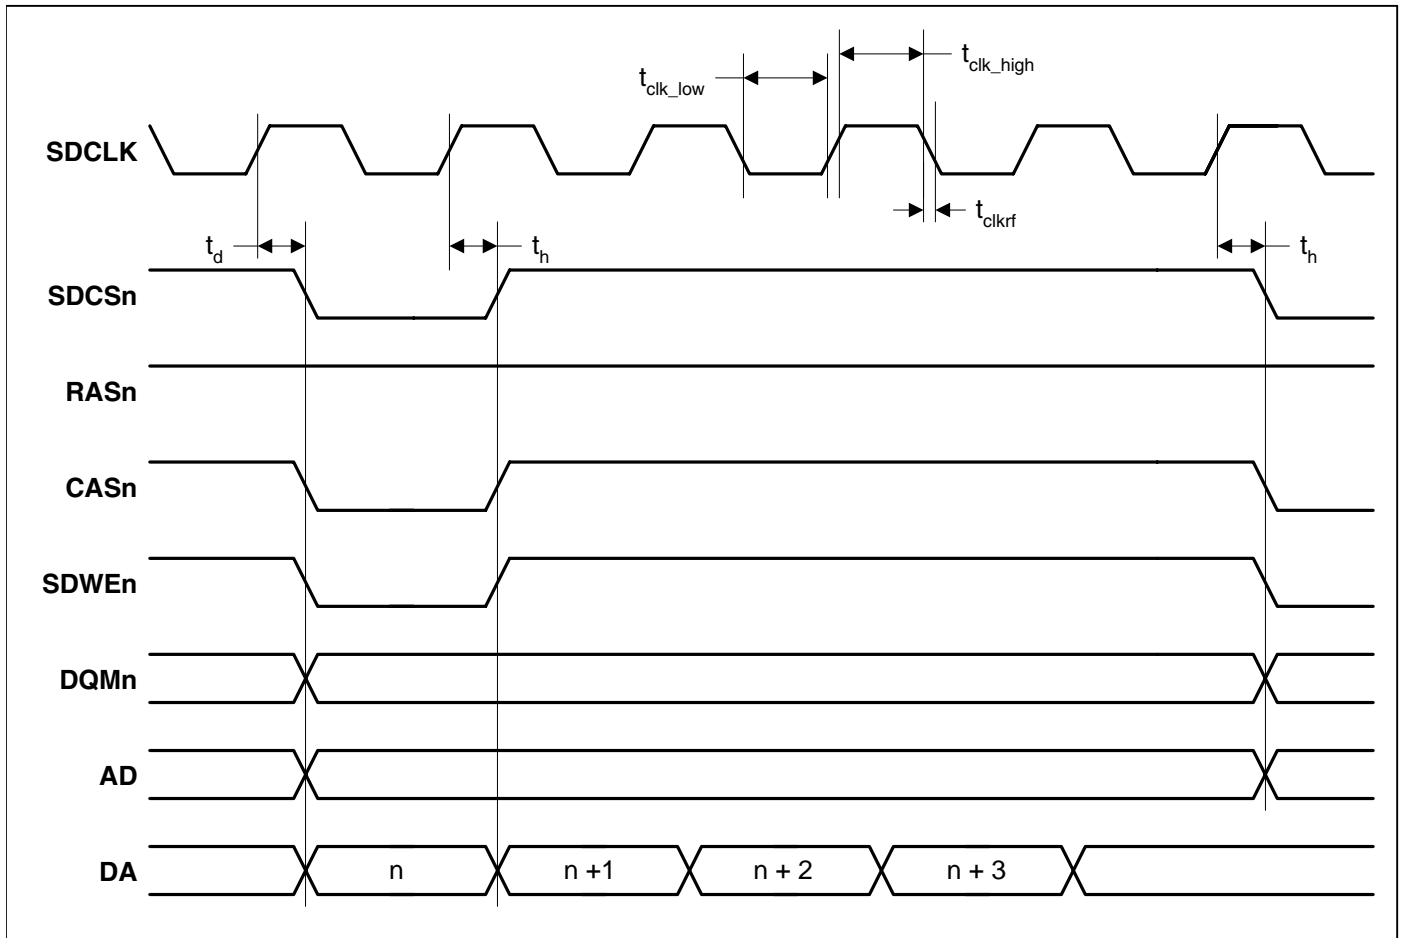 t_clk_low
t_clk_high
SDCLK
t_clkrf
t_d
t_h
t_h
SDCSn
RASn
CASn
SDWEn
DQMn
AD
DA
n
n +1
n + 2
n + 3